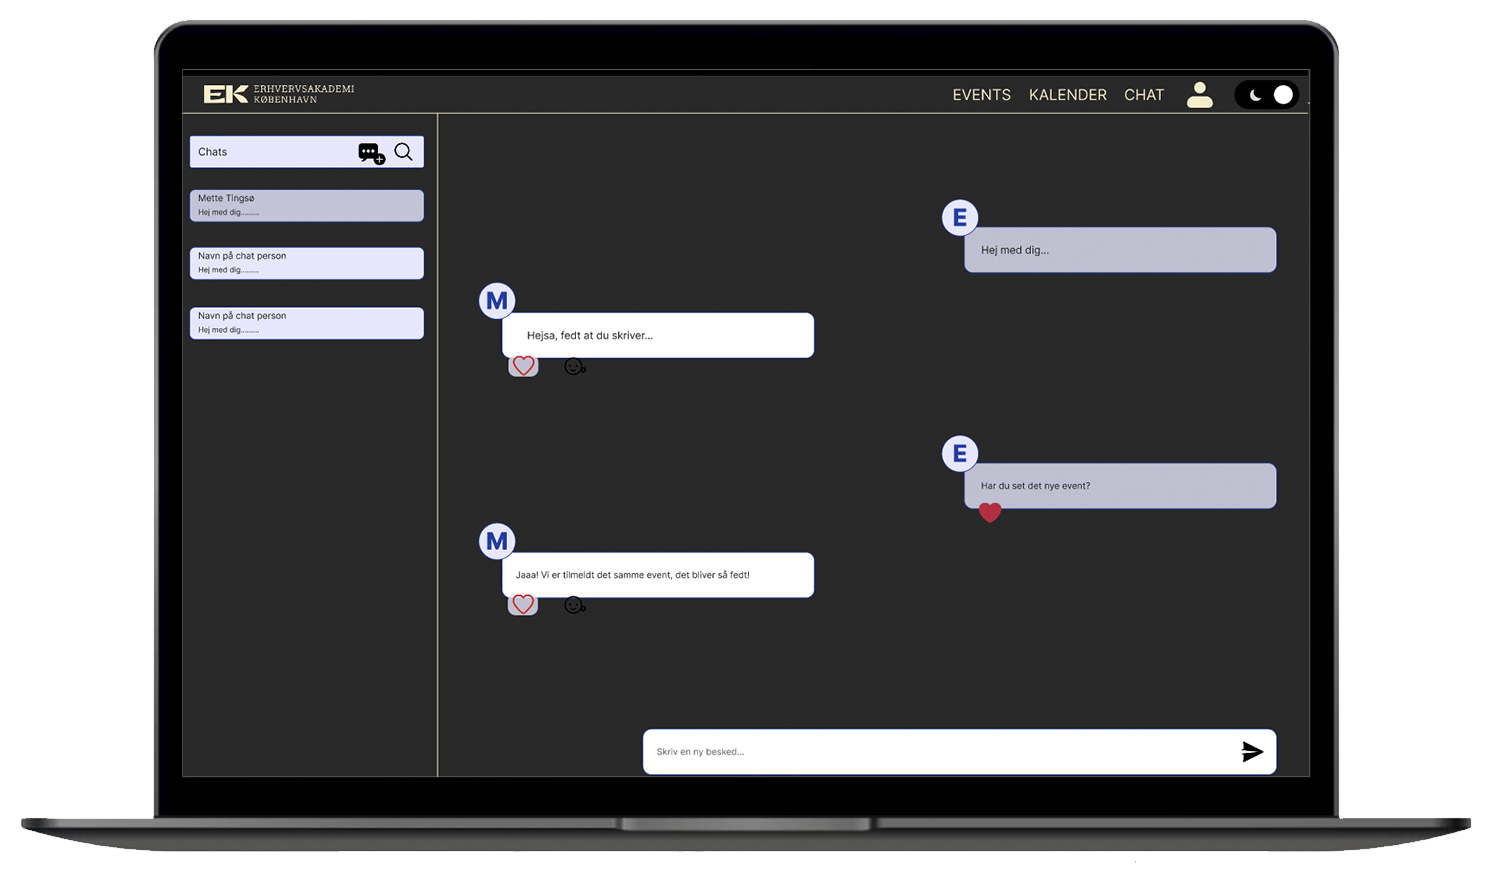 EK ERHVERVSAKADEMI
KØBENHAVN
EVENTS KALENDER CHAT
Chats
Mette Tingsø
Hej med dig.........
Navn på chat person
Hej med dig.........
Navn på chat person
Hej med dig.........
E
Hej med dig...
M
Hejsa, fedt at du skriver...
E
Har du set det nye event?
M
Jaaa! Vi er tilmeldt det samme event, det bliver så fedt!
Skriv en ny besked...